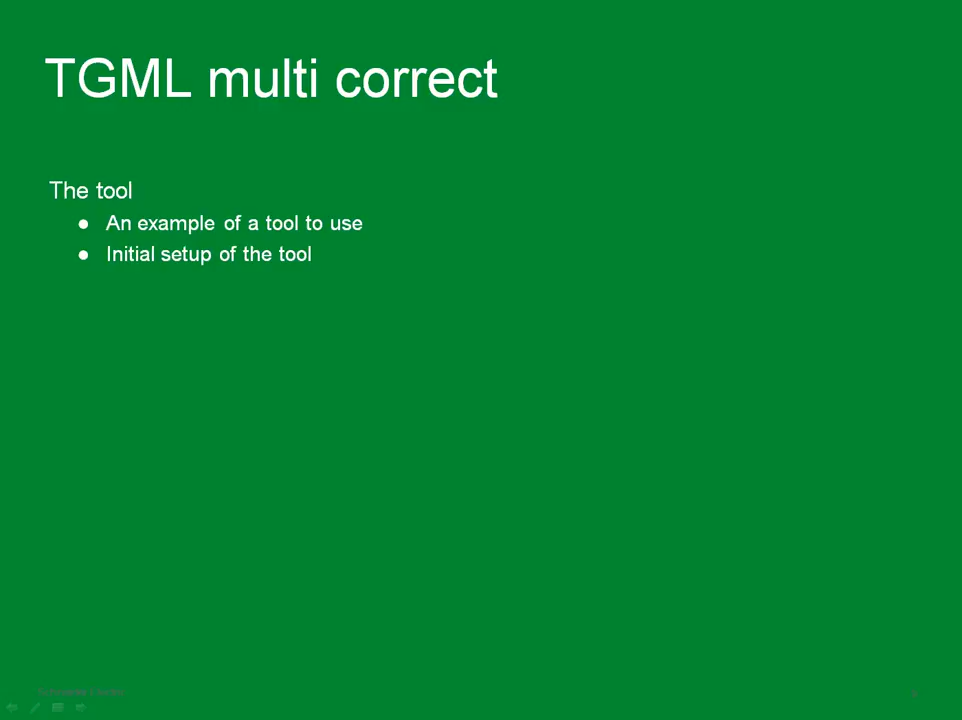 TGML multi correct
The tool
● An example of a tool to use
● Initial setup of the tool